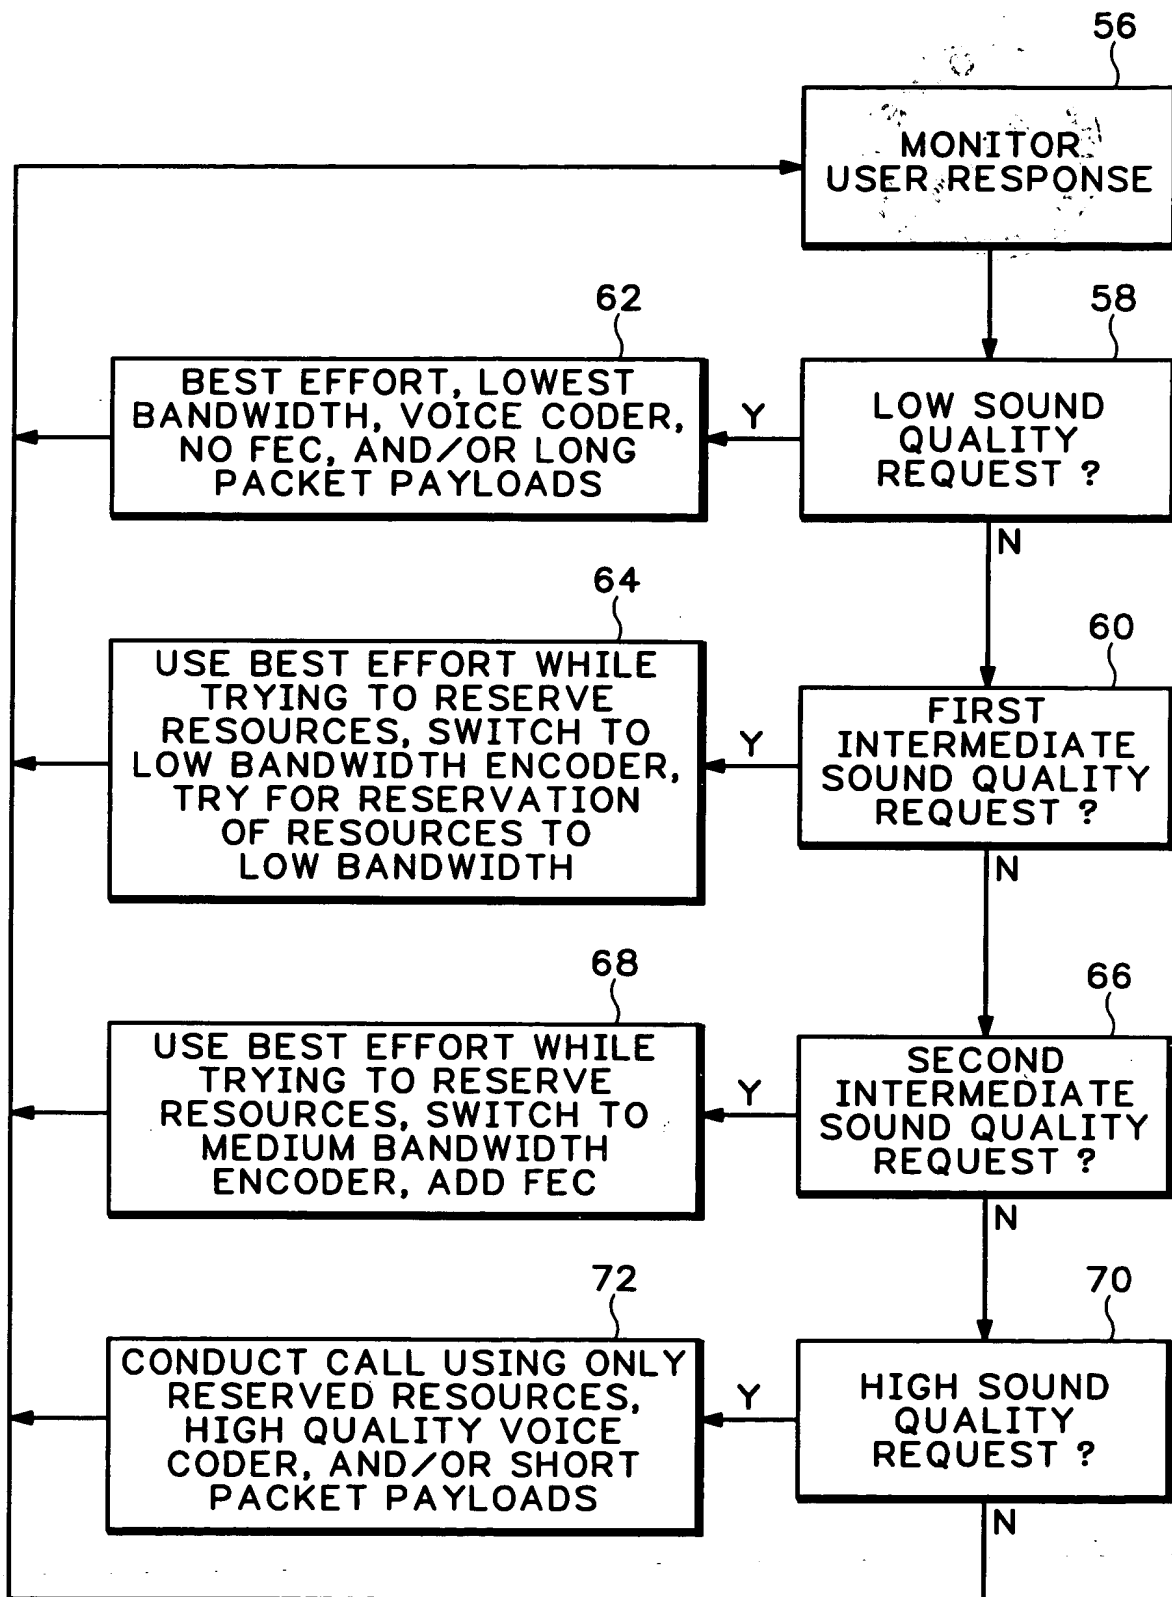 56
MONITOR
USER RESPONSE
62
58
BEST EFFORT, LOWEST
BANDWIDTH, VOICE CODER,
NO FEC, AND/OR LONG
PACKET PAYLOADS
Y
LOW SOUND
QUALITY
REQUEST ?
N
64
60
USE BEST EFFORT WHILE
TRYING TO RESERVE
RESOURCES, SWITCH TO
LOW BANDWIDTH ENCODER,
TRY FOR RESERVATION
OF RESOURCES TO
LOW BANDWIDTH
Y
FIRST
INTERMEDIATE
SOUND QUALITY
REQUEST ?
N
68
66
USE BEST EFFORT WHILE
TRYING TO RESERVE
RESOURCES, SWITCH TO
MEDIUM BANDWIDTH
ENCODER, ADD FEC
Y
SECOND
INTERMEDIATE
SOUND QUALITY
REQUEST ?
N
72
70
CONDUCT CALL USING ONLY
RESERVED RESOURCES,
HIGH QUALITY VOICE
CODER, AND/OR SHORT
PACKET PAYLOADS
Y
HIGH SOUND
QUALITY
REQUEST ?
N